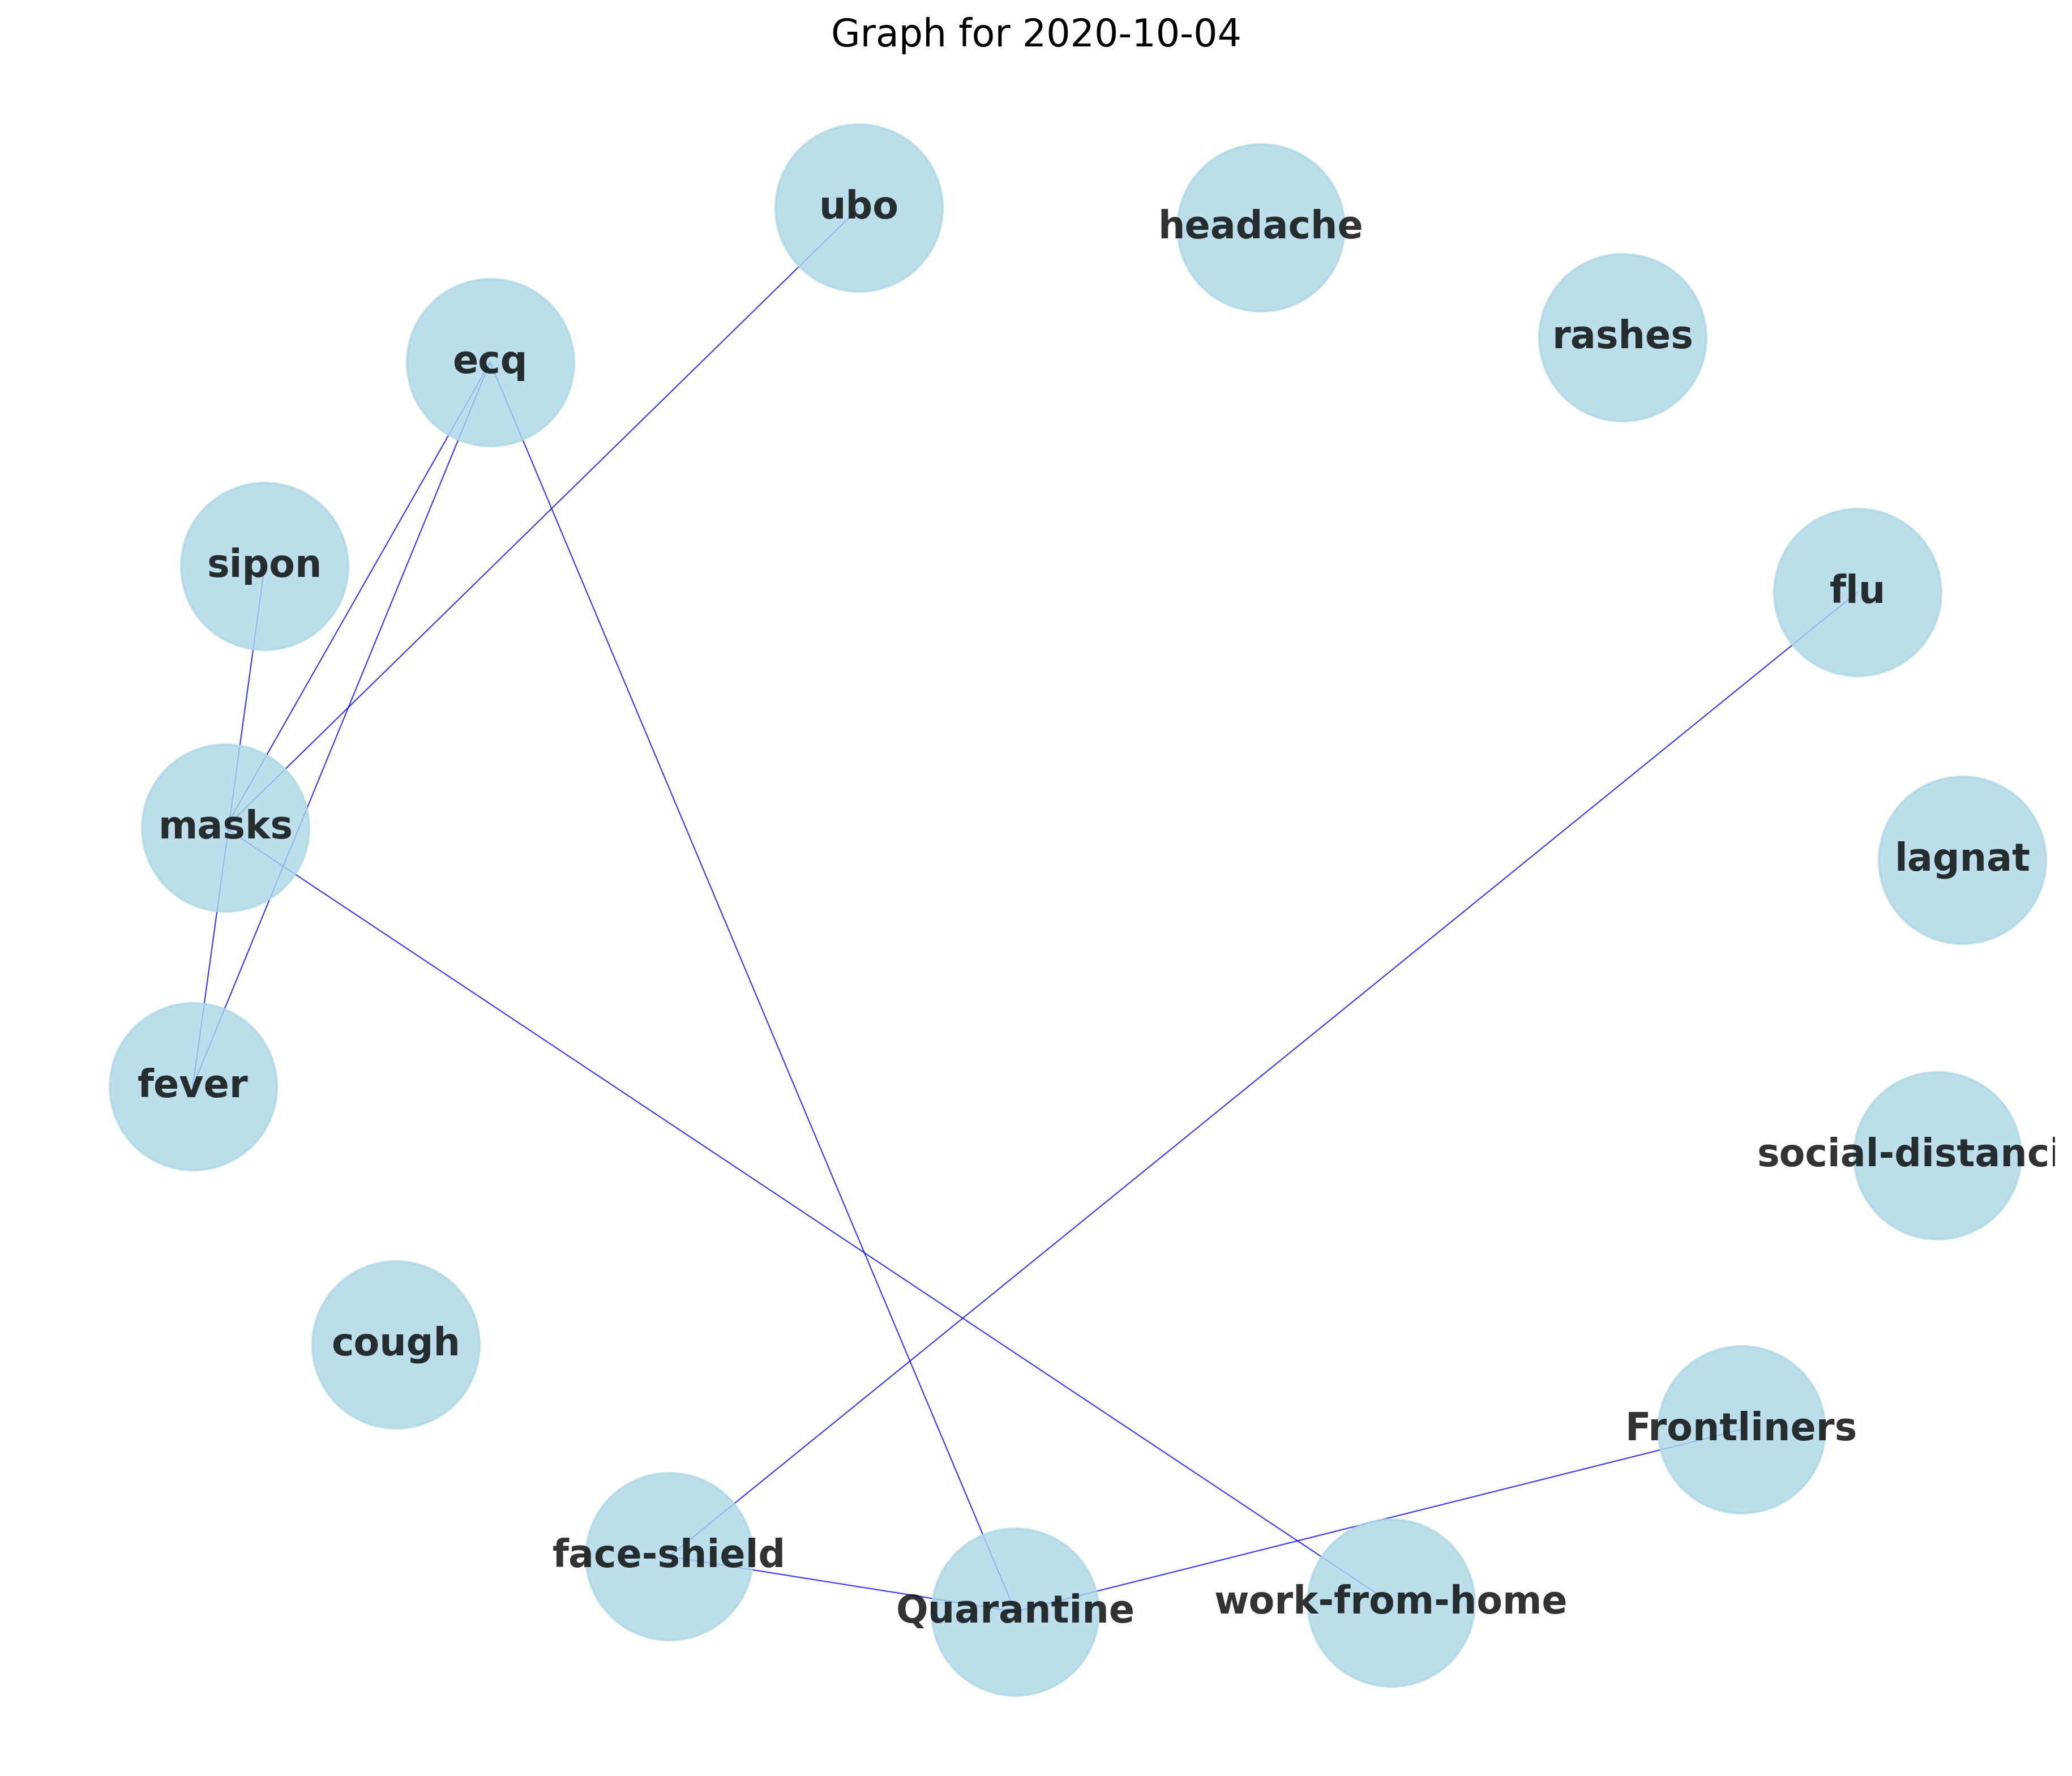 Graph for 2020-10-04
ubo
headache
rashes
ecq
sipon
flu
masks
lagnat
fever
social-distanci
cough
Frontliners
face-shield
Quarantine
work-from-home